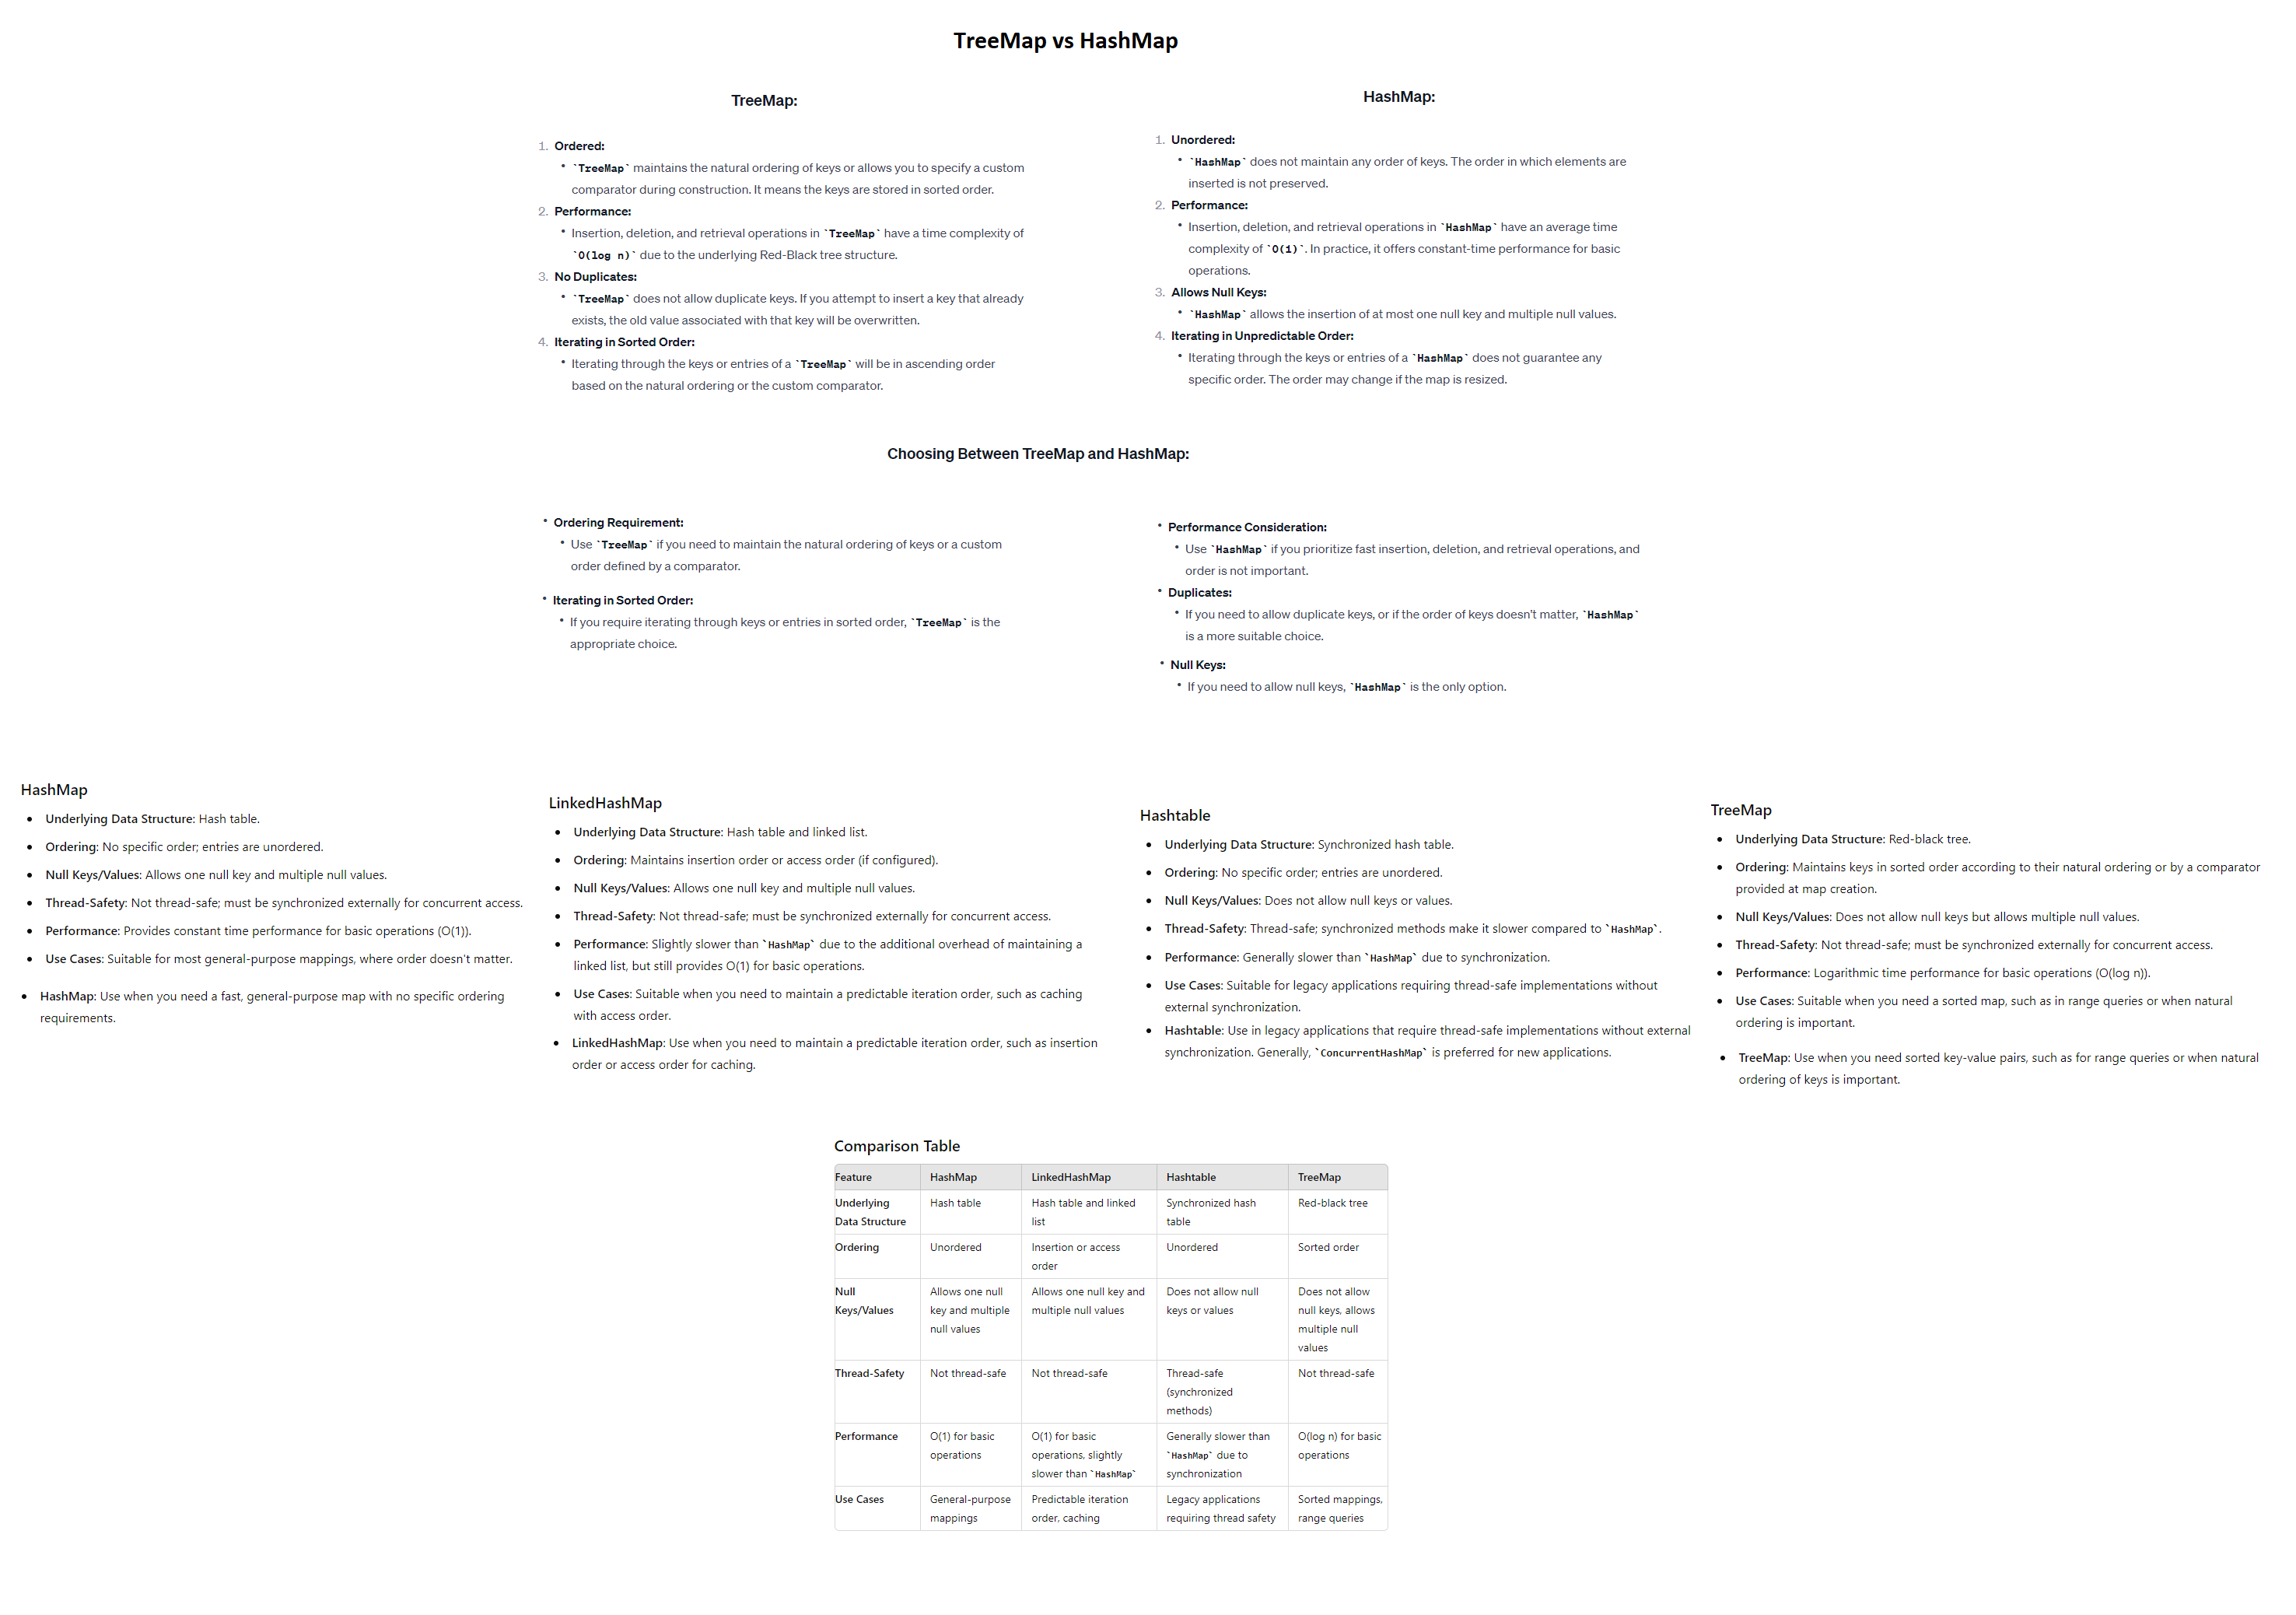 TreeMap vs HashMap
TreeMap:
1. Ordered:
• `TreeMap` maintains the natural ordering of keys or allows you to specify a custom
comparator during construction. It means the keys are stored in sorted order.
2. Performance:
• Insertion, deletion, and retrieval operations in `TreeMap` have a time complexity of
`O(log n)` due to the underlying Red-Black tree structure.
3. No Duplicates:
• `TreeMap` does not allow duplicate keys. If you attempt to insert a key that already
exists, the old value associated with that key will be overwritten.
4. Iterating in Sorted Order:
• Iterating through the keys or entries of a `TreeMap` will be in ascending order
based on the natural ordering or the custom comparator.
HashMap:
1. Unordered:
• `HashMap` does not maintain any order of keys. The order in which elements are
inserted is not preserved.
2. Performance:
• Insertion, deletion, and retrieval operations in `HashMap` have an average time
complexity of `O(1)`. In practice, it offers constant-time performance for basic
operations.
3. Allows Null Keys:
• `HashMap` allows the insertion of at most one null key and multiple null values.
4. Iterating in Unpredictable Order:
• Iterating through the keys or entries of a `HashMap` does not guarantee any
specific order. The order may change if the map is resized.
Choosing Between TreeMap and HashMap:
• Ordering Requirement:
• Use `TreeMap` if you need to maintain the natural ordering of keys or a custom
order defined by a comparator.
• Iterating in Sorted Order:
• If you require iterating through keys or entries in sorted order, `TreeMap` is the
appropriate choice.
• Performance Consideration:
• Use `HashMap` if you prioritize fast insertion, deletion, and retrieval operations, and
order is not important.
• Duplicates:
• If you need to allow duplicate keys, or if the order of keys doesn't matter, `HashMap`
is a more suitable choice.
• Null Keys:
• If you need to allow null keys, `HashMap` is the only option.
HashMap
• Underlying Data Structure: Hash table.
• Ordering: No specific order; entries are unordered.
• Null Keys/Values: Allows one null key and multiple null values.
• Thread-Safety: Not thread-safe; must be synchronized externally for concurrent access.
• Performance: Provides constant time performance for basic operations (O(1)).
• Use Cases: Suitable for most general-purpose mappings, where order doesn't matter.
• HashMap: Use when you need a fast, general-purpose map with no specific ordering
requirements.
LinkedHashMap
• Underlying Data Structure: Hash table and linked list.
• Ordering: Maintains insertion order or access order (if configured).
• Null Keys/Values: Allows one null key and multiple null values.
• Thread-Safety: Not thread-safe; must be synchronized externally for concurrent access.
• Performance: Slightly slower than `HashMap` due to the additional overhead of maintaining a
linked list, but still provides O(1) for basic operations.
• Use Cases: Suitable when you need to maintain a predictable iteration order, such as caching
with access order.
• LinkedHashMap: Use when you need to maintain a predictable iteration order, such as insertion
order or access order for caching.
Hashtable
• Underlying Data Structure: Synchronized hash table.
• Ordering: No specific order; entries are unordered.
• Null Keys/Values: Does not allow null keys or values.
• Thread-Safety: Thread-safe; synchronized methods make it slower compared to `HashMap`.
• Performance: Generally slower than `HashMap` due to synchronization.
• Use Cases: Suitable for legacy applications requiring thread-safe implementations without
external synchronization.
• Hashtable: Use in legacy applications that require thread-safe implementations without external
synchronization. Generally, `ConcurrentHashMap` is preferred for new applications.
TreeMap
• Underlying Data Structure: Red-black tree.
• Ordering: Maintains keys in sorted order according to their natural ordering or by a comparator
provided at map creation.
• Null Keys/Values: Does not allow null keys but allows multiple null values.
• Thread-Safety: Not thread-safe; must be synchronized externally for concurrent access.
• Performance: Logarithmic time performance for basic operations (O(log n)).
• Use Cases: Suitable when you need a sorted map, such as in range queries or when natural
ordering is important.
• TreeMap: Use when you need sorted key-value pairs, such as for range queries or when natural
ordering of keys is important.
Comparison Table
Feature HashMap LinkedHashMap Hashtable TreeMap
Underlying Hash table Hash table and linked Synchronized hash Red-black tree
Data Structure list table
Ordering Unordered Insertion or access Unordered Sorted order
order
Null Allows one null Allows one null key and Does not allow null Does not allow
Keys/Values key and multiple multiple null values keys or values null keys, allows
null values multiple null
values
Thread-Safety Not thread-safe Not thread-safe Thread-safe Not thread-safe
(synchronized
methods)
Performance O(1) for basic O(1) for basic Generally slower than O(log n) for basic
operations operations, slightly `HashMap` due to operations
slower than `HashMap` synchronization
Use Cases General-purpose Predictable iteration Legacy applications Sorted mappings,
mappings order, caching requiring thread safety range queries